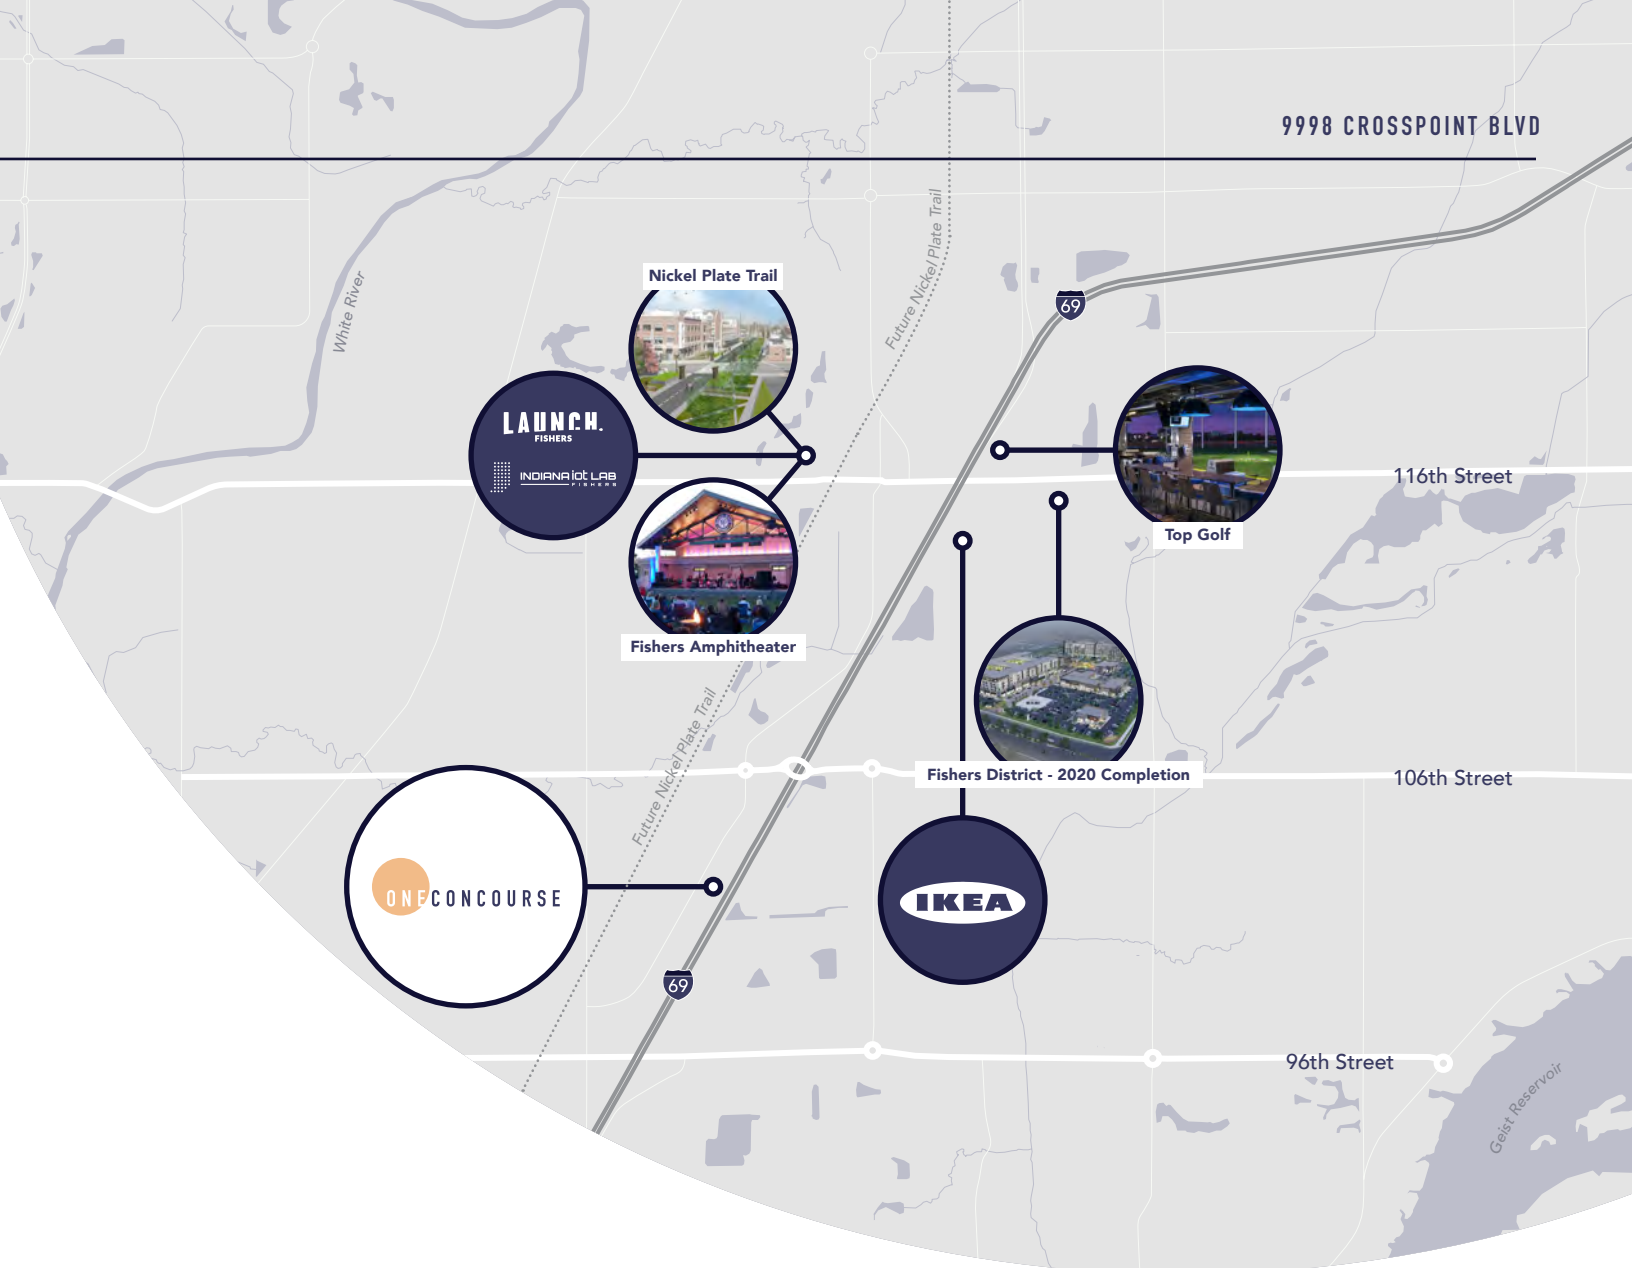 9998 CROSSPOINT BLVD
Future Nickel Plate Trail
White River
Nickel Plate Trail
69
LAUNCH.
FISHERS
INDIANA IoT LAB
FISHERS
116th Street
Top Golf
Fishers Amphitheater
Future Nickel Plate Trail
Fishers District - 2020 Completion
106th Street
ONECONCOURSE
IKEA
69
96th Street
Geist Reservoir